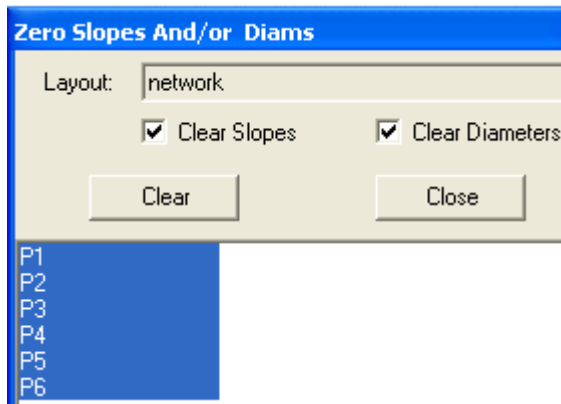 Zero Slopes And/or Diams
Layout: network
Clear Slopes Clear Diameters
Clear Close
P1
P2
P3
P4
P5
P6